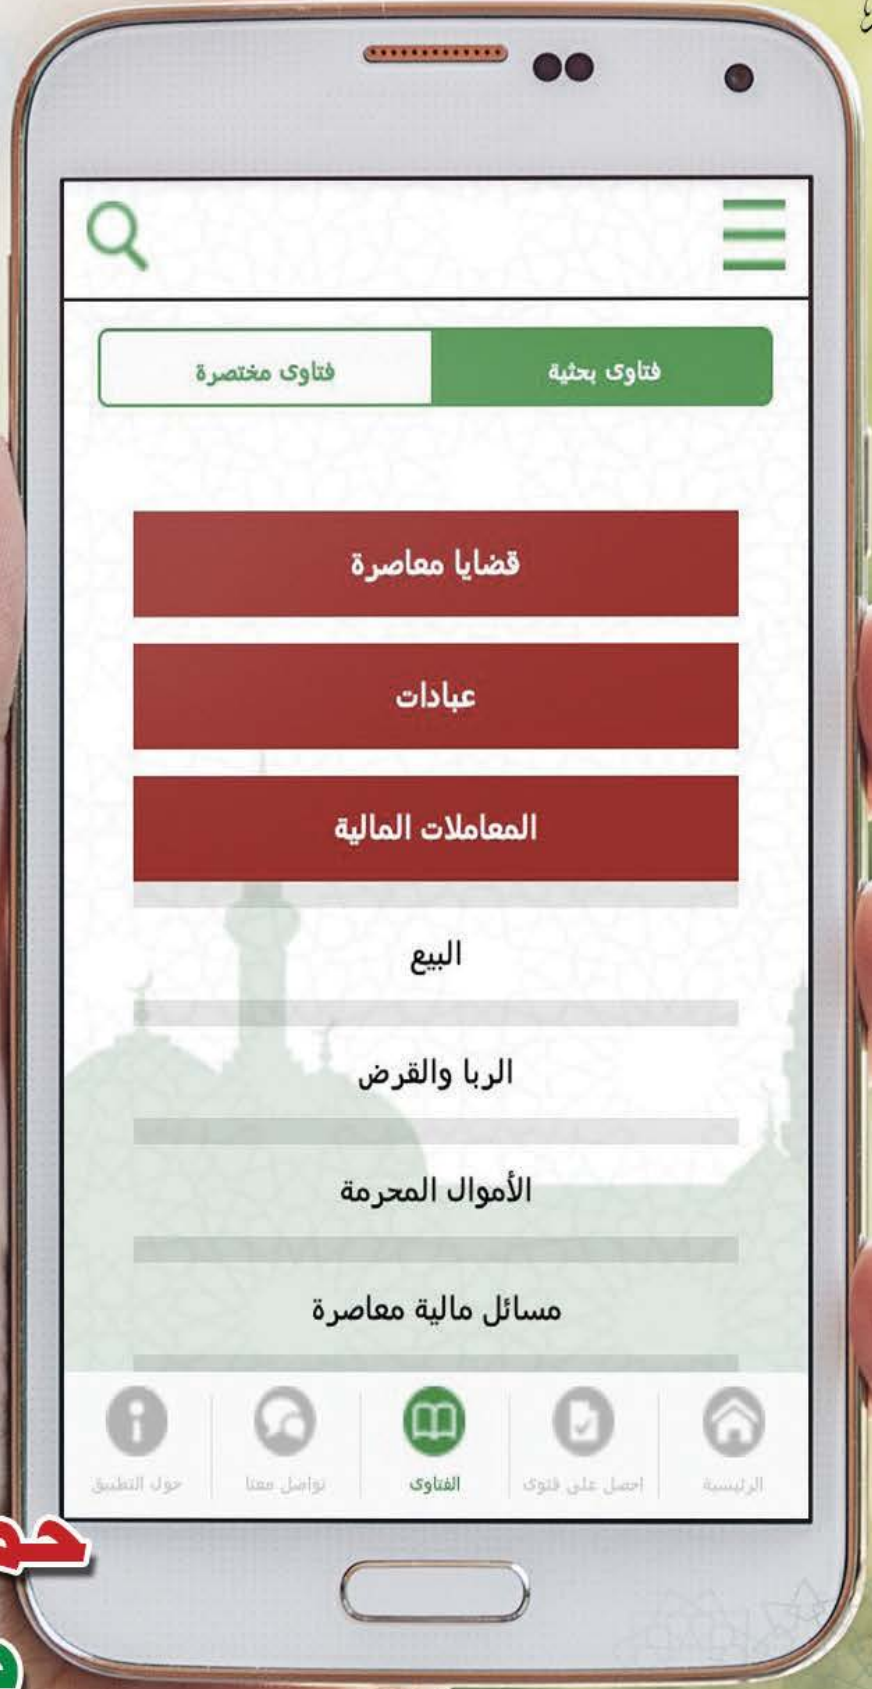 فتاوى بحثية
فتاوى مختصرة
قضايا معاصرة
عبادات
المعاملات المالية
البيع
الربا والقرض
الأموال المحرمة
مسائل مالية معاصرة
الرئيسية
احصل على فتوى
الفتاوى
تواصل معنا
حول التطبيق